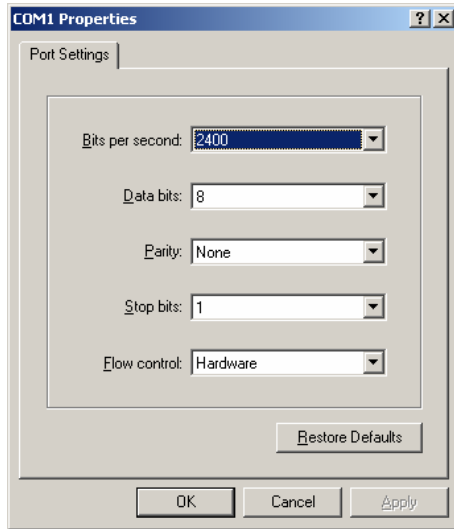 COM1 Properties
Port Settings
Bits per second: 2400
Data bits: 8
Parity: None
Stop bits: 1
Flow control: Hardware
Restore Defaults
OK Cancel Apply